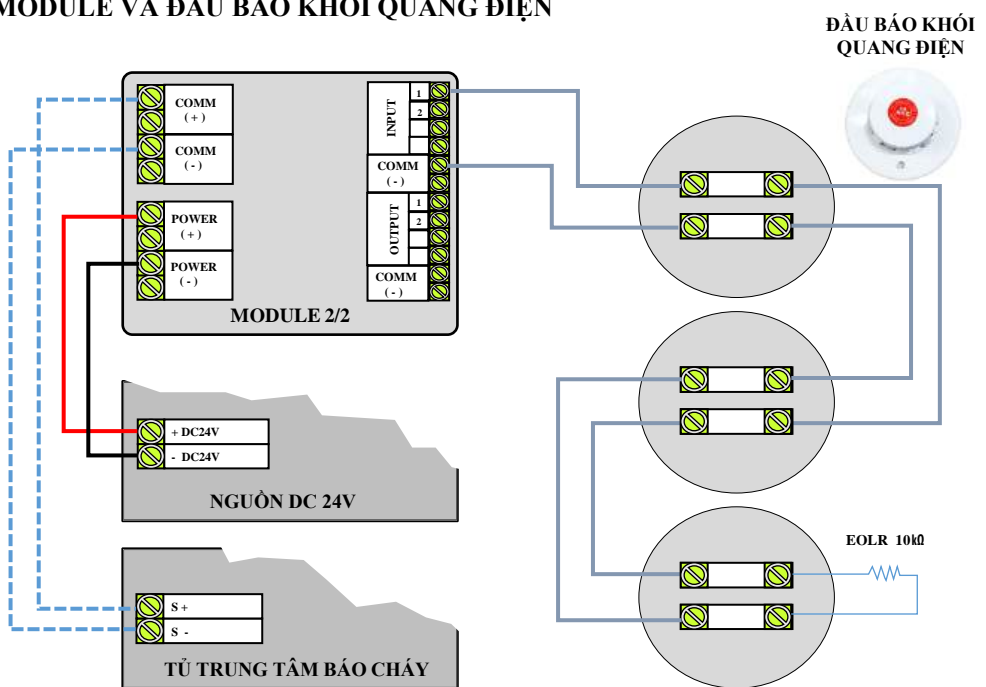 MODULE VÀ ĐẦU BÁO KHÓI QUANG ĐIỆN
ĐẦU BÁO KHÓI
QUANG ĐIỆN
COMM
( + )
COMM
( - )
POWER
( + )
POWER
( - )
INPUT
1
2
COMM
( - )
OUTPUT
1
2
COMM
( - )
MODULE 2/2
+ DC24V
- DC24V
NGUỒN DC 24V
EOLR 10kΩ
S +
S -
TỦ TRUNG TÂM BÁO CHÁY